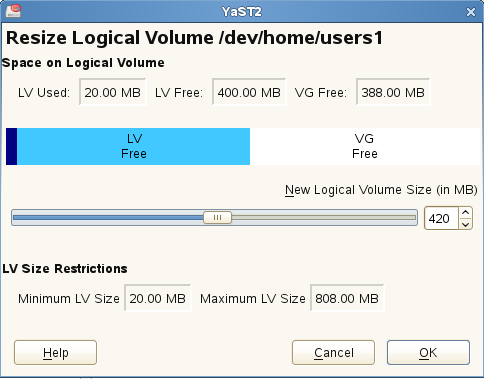 YaST2
Resize Logical Volume /dev/home/users1
Space on Logical Volume
LV Used: 20.00 MB LV Free: 400.00 MB VG Free: 388.00 MB
LV VG
Free Free
New Logical Volume Size (in MB)
420
LV Size Restrictions
Minimum LV Size 20.00 MB Maximum LV Size 808.00 MB
Help Cancel OK